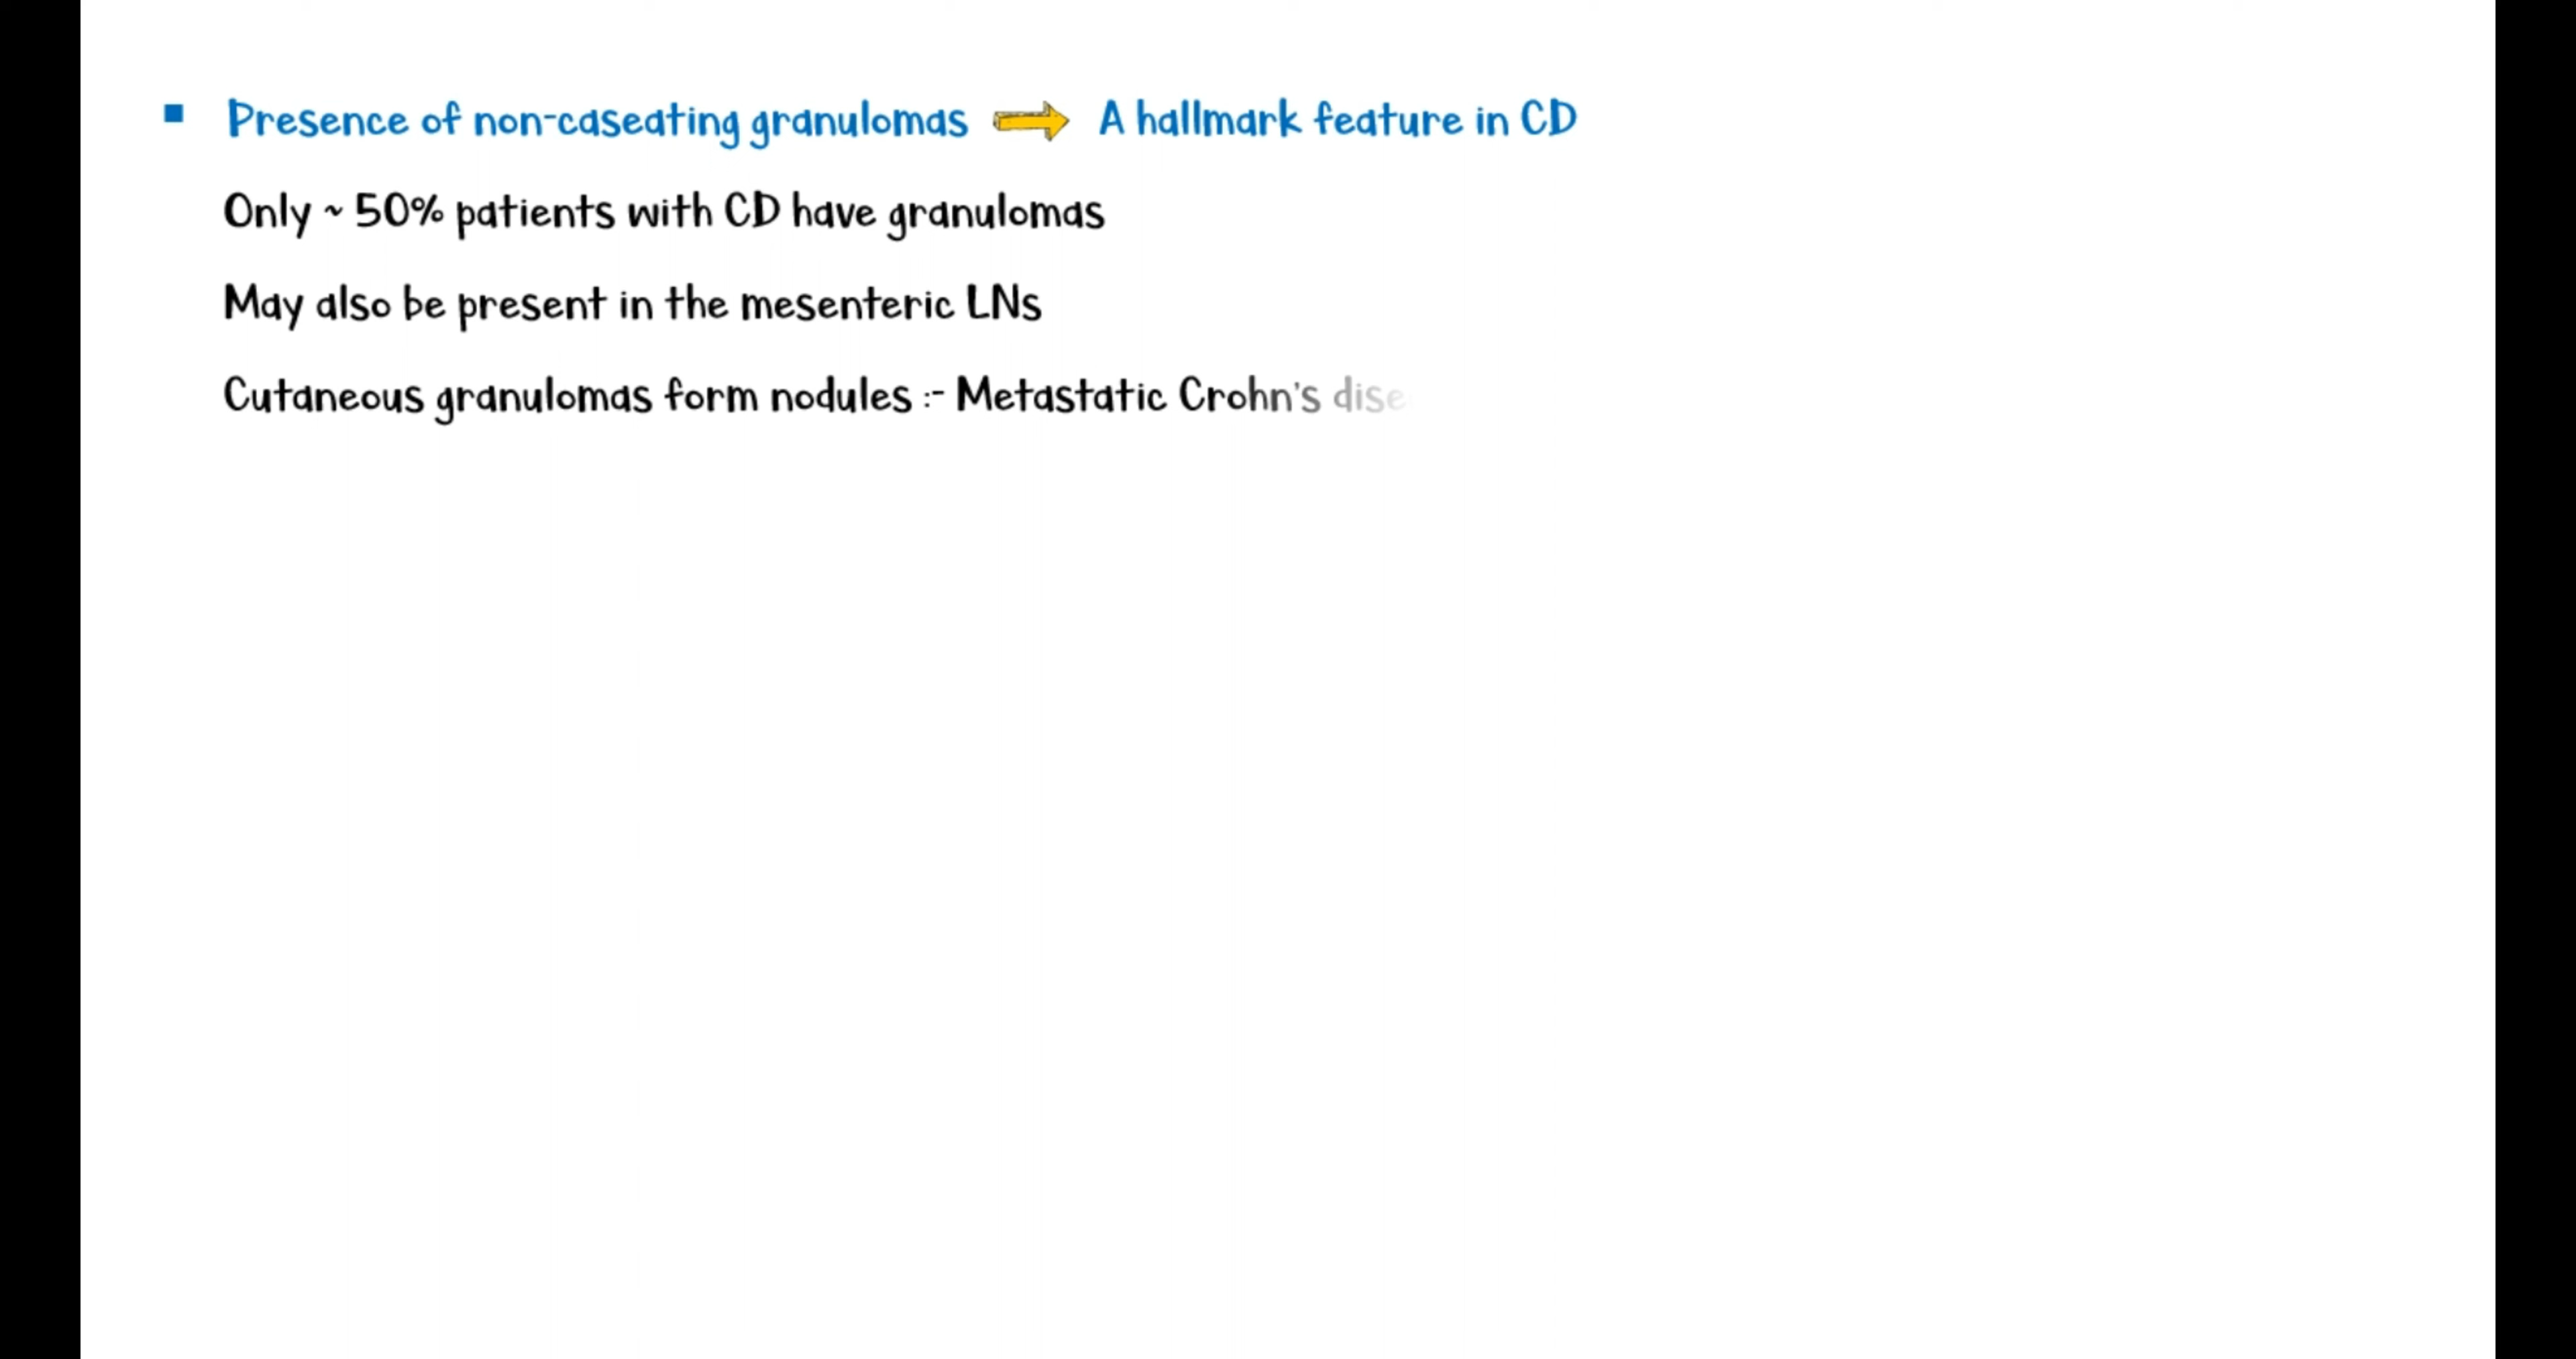 ▪ Presence of non-caseating granulomas ⇒ A hallmark feature in CD
Only ~ 50% patients with CD have granulomas
May also be present in the mesenteric LNs
Cutaneous granulomas form nodules :- Metastatic Crohn's dise